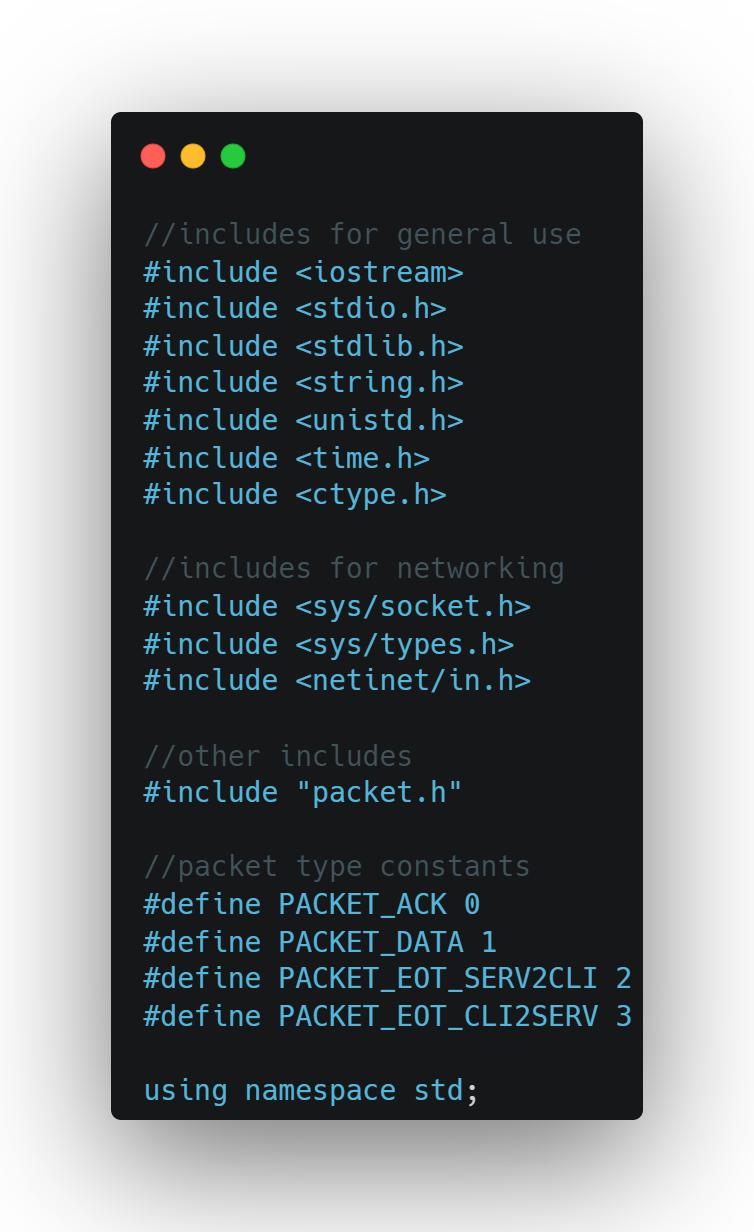 //includes for general use
#include <iostream>
#include <stdio.h>
#include <stdlib.h>
#include <string.h>
#include <unistd.h>
#include <time.h>
#include <ctype.h>

//includes for networking
#include <sys/socket.h>
#include <sys/types.h>
#include <netinet/in.h>

//other includes
#include "packet.h"

//packet type constants
#define PACKET_ACK 0
#define PACKET_DATA 1
#define PACKET_EOT_SERV2CLI 2
#define PACKET_EOT_CLI2SERV 3

using namespace std;